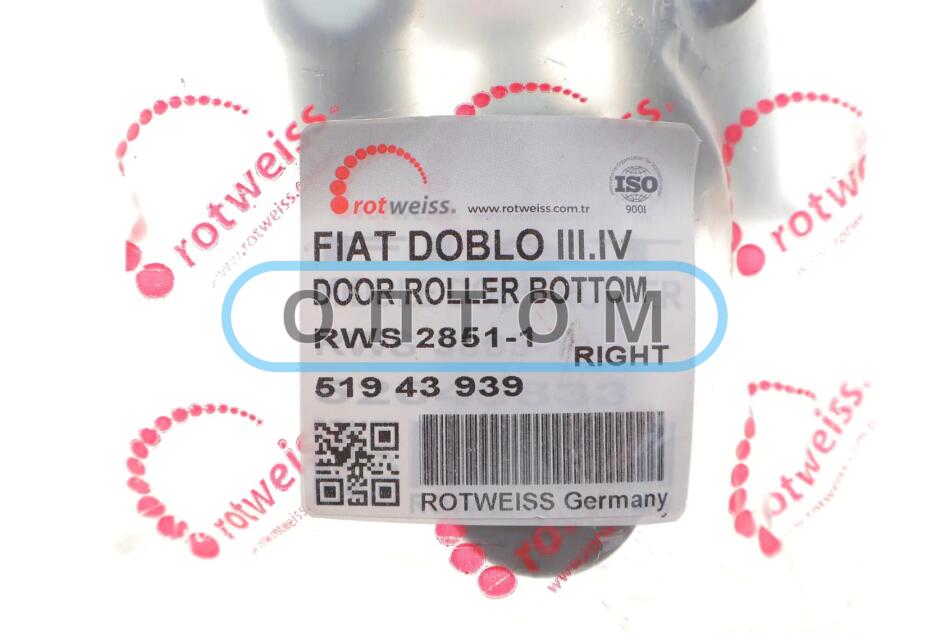 rotweiss.
rotweiss.
rotweiss. www.rotweiss.com.tr
ISO
9001
FIAT DOBLO III.IV
DOOR ROLLER BOTTOM
ОПТОМ
RWS 2851-1
RIGHT
519 43 939
ROTWEISS Germany
rotweiss
rotweiss.